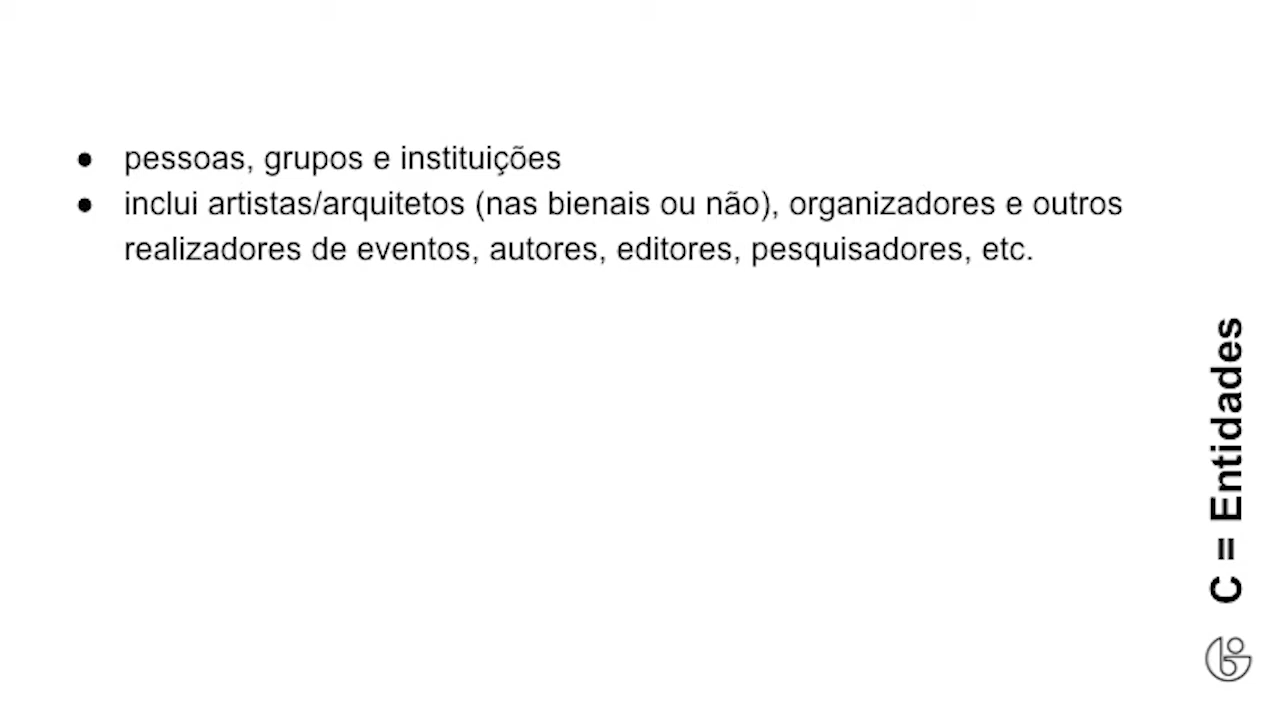 ● pessoas, grupos e instituições
● inclui artistas/arquitetos (nas bienais ou não), organizadores e outros
realizadores de eventos, autores, editores, pesquisadores, etc.
C = Entidades